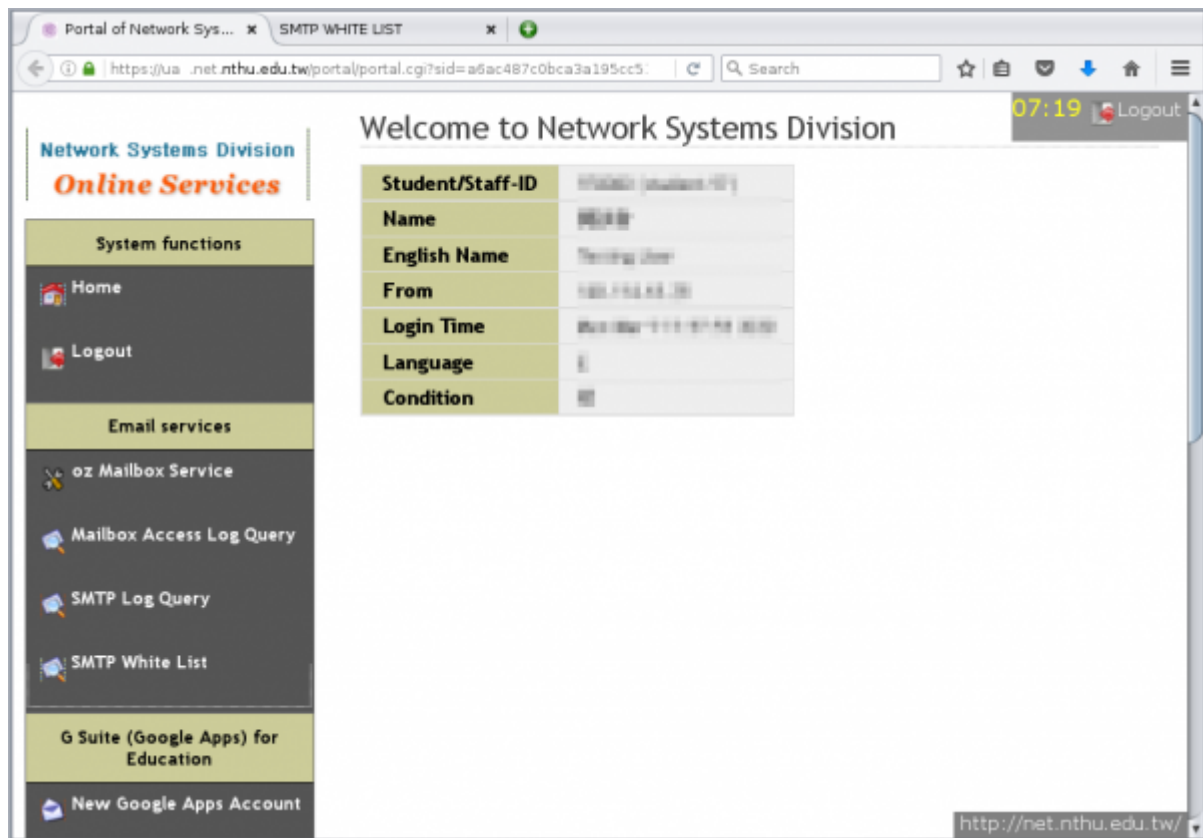 Portal of Network Sys...
SMTP WHITE LIST
https://ua .net.nthu.edu.tw/portal/portal.cgi?sid=a6ac487c0bca3a195cc5
Search
07:19 Logout
Network Systems Division
Online Services
Welcome to Network Systems Division
Student/Staff-ID
Name
English Name
From
Login Time
Language
Condition
System functions
Home
Logout
Email services
oz Mailbox Service
Mailbox Access Log Query
SMTP Log Query
SMTP White List
G Suite (Google Apps) for
Education
New Google Apps Account
http://net.nthu.edu.tw/